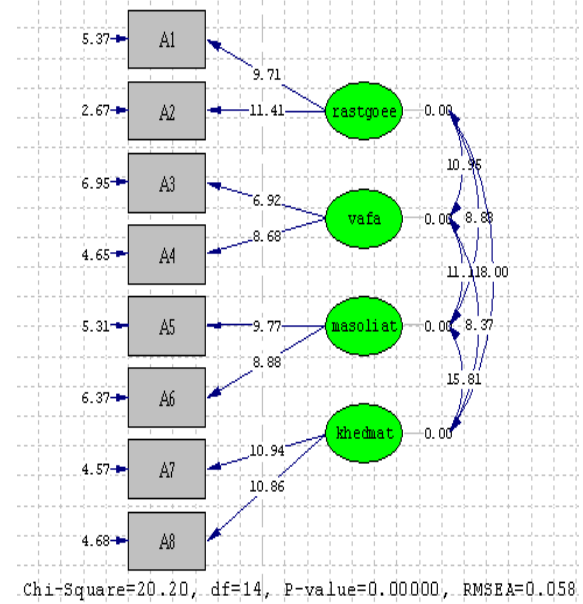 5.37 A1
9.71
2.67 A2 11.41 rastgoee 0.00
10.95
6.95 A3 6.92
vafa 0.00
4.65 A4 8.68
8.00
5.31 A5 9.77 masoliat 0.00 8.37
8.88
15.81
6.37 A6
khedmat 0.00
4.57 A7 10.94
10.86
4.68 A8
Chi-Square=20.20, df=14, P-value=0.00000, RMSEA=0.058